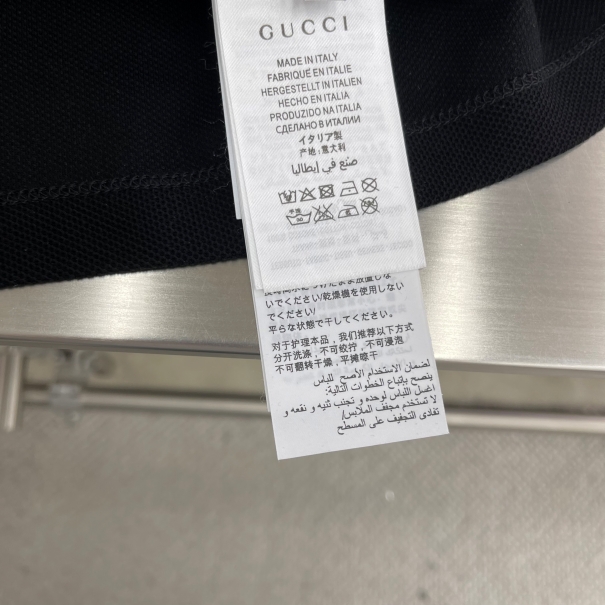 GUCCI
MADE IN ITALY
FABRIQUÉ EN ITALIE
HERGESTELLT IN ITALIEN
HECHO EN ITALIA
PRODUZIDO NA ITALIA
СДЕЛАНО В ИТАЛИИ
イタリア製
产地:意大利
صنع في إيطاليا
いでください/乾燥機を使用しない
でください/
平らな状態で干してください。
对于护理本品,我们推荐以下方式
分开洗涤,不可绞拧,不可浸泡
不可翻转干燥,平摊晾干
لضمان الاستخدام الأصح للباس
ينصح بإتباع الخطوات التالية:
اغسل اللباس لوحده و تجنب ثنيه و نقعه و
لا تستخدم مجفف الملابس/
تفادى التجفيف على المسطح